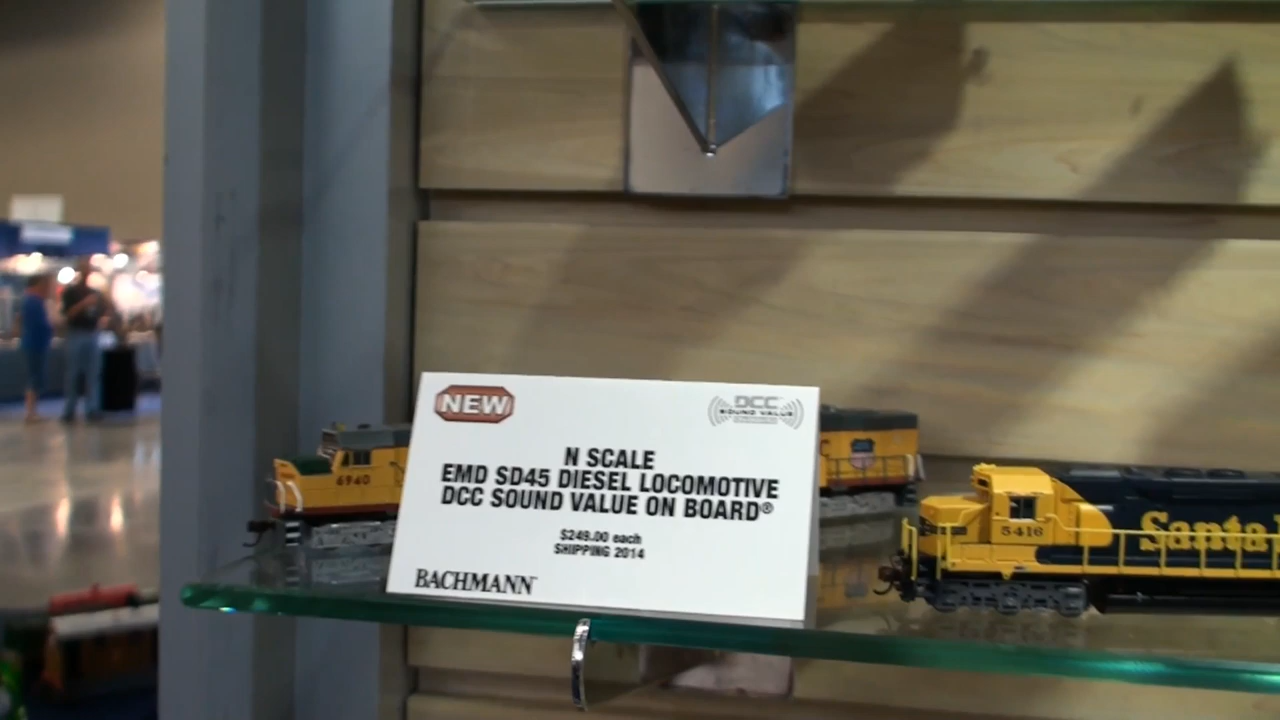 NEW
DCC
SOUND VALUE
N SCALE
EMD SD45 DIESEL LOCOMOTIVE
DCC SOUND VALUE ON BOARD®
$249.00 each
SHIPPING 2014
BACHMANN
6940
5416
Santa